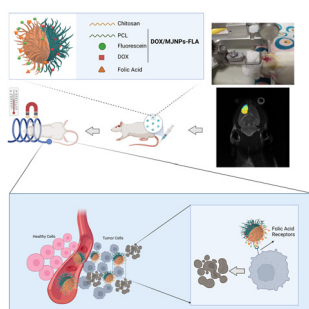 Chitosan
PCL
Fluorescein
DOX
Folic Acid
DOX/MJNPs-FLA
Healthy Cells
Tumor Cells
Folic Acid
Receptors